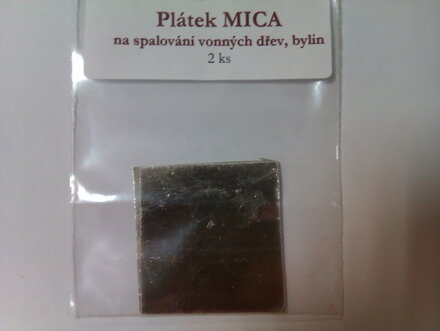 Plátek MICA
na spalování vonných dřev, bylin
2 ks